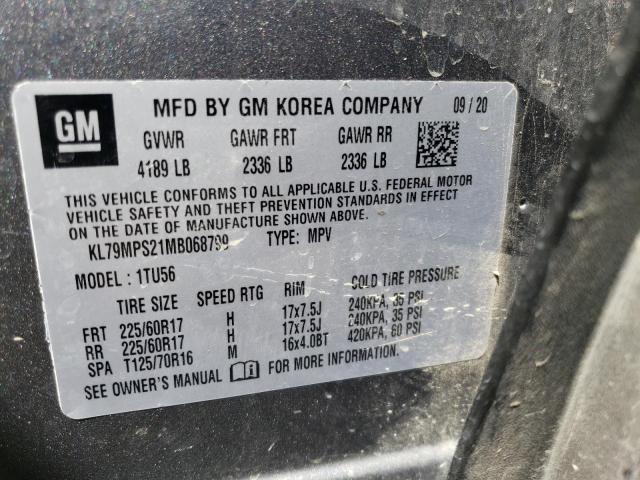 GM
MFD BY GM KOREA COMPANY 09/20
GVWR GAWR FRT GAWR RR
4189 LB 2336 LB 2336 LB
THIS VEHICLE CONFORMS TO ALL APPLICABLE U.S. FEDERAL MOTOR
VEHICLE SAFETY AND THEFT PREVENTION STANDARDS IN EFFECT
ON THE DATE OF MANUFACTURE SHOWN ABOVE.
KL79MPS21MB068799 TYPE: MPV
MODEL: 1TU56
TIRE SIZE SPEED RTG RIM COLD TIRE PRESSURE
FRT 225/60R17 H 17x7.5J 240KPA, 35 PSI
RR 225/60R17 H 17x7.5J 240KPA, 35 PSI
SPA T125/70R16 M 16x4.0BT 420KPA, 60 PSI
SEE OWNER'S MANUAL FOR MORE INFORMATION.